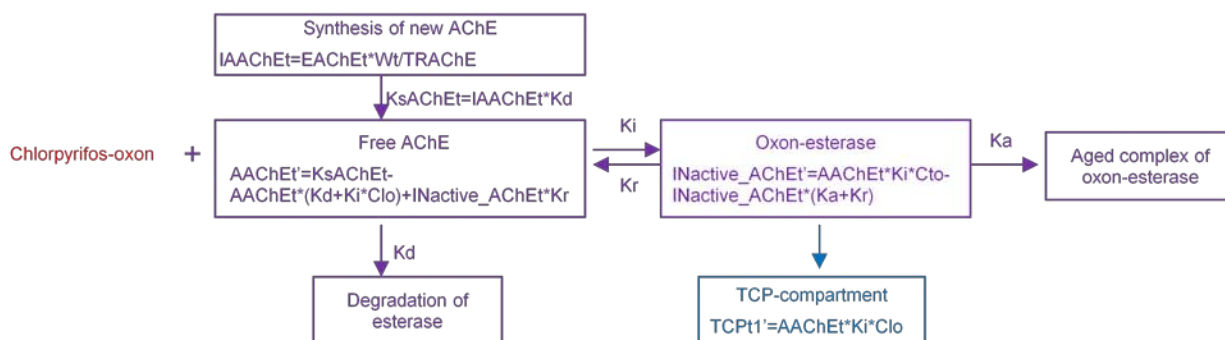 Synthesis of new AChE
IAAChEt=EAChEt*Wt/TRAChE
KsAChEt=IAAChEt*Kd
Chlorpyrifos-oxon
+
Free AChE
AAChEt'=KsAChEt-
AAChEt*(Kd+Ki*Clo)+INactive_AChEt*Kr
Ki
Kr
Oxon-esterase
INactive_AChEt'=AAChEt*Ki*Cto-
INactive_AChEt*(Ka+Kr)
Ka
Aged complex of
oxon-esterase
Kd
Degradation of
esterase
TCP-compartment
TCPt1'=AAChEt*Ki*Clo